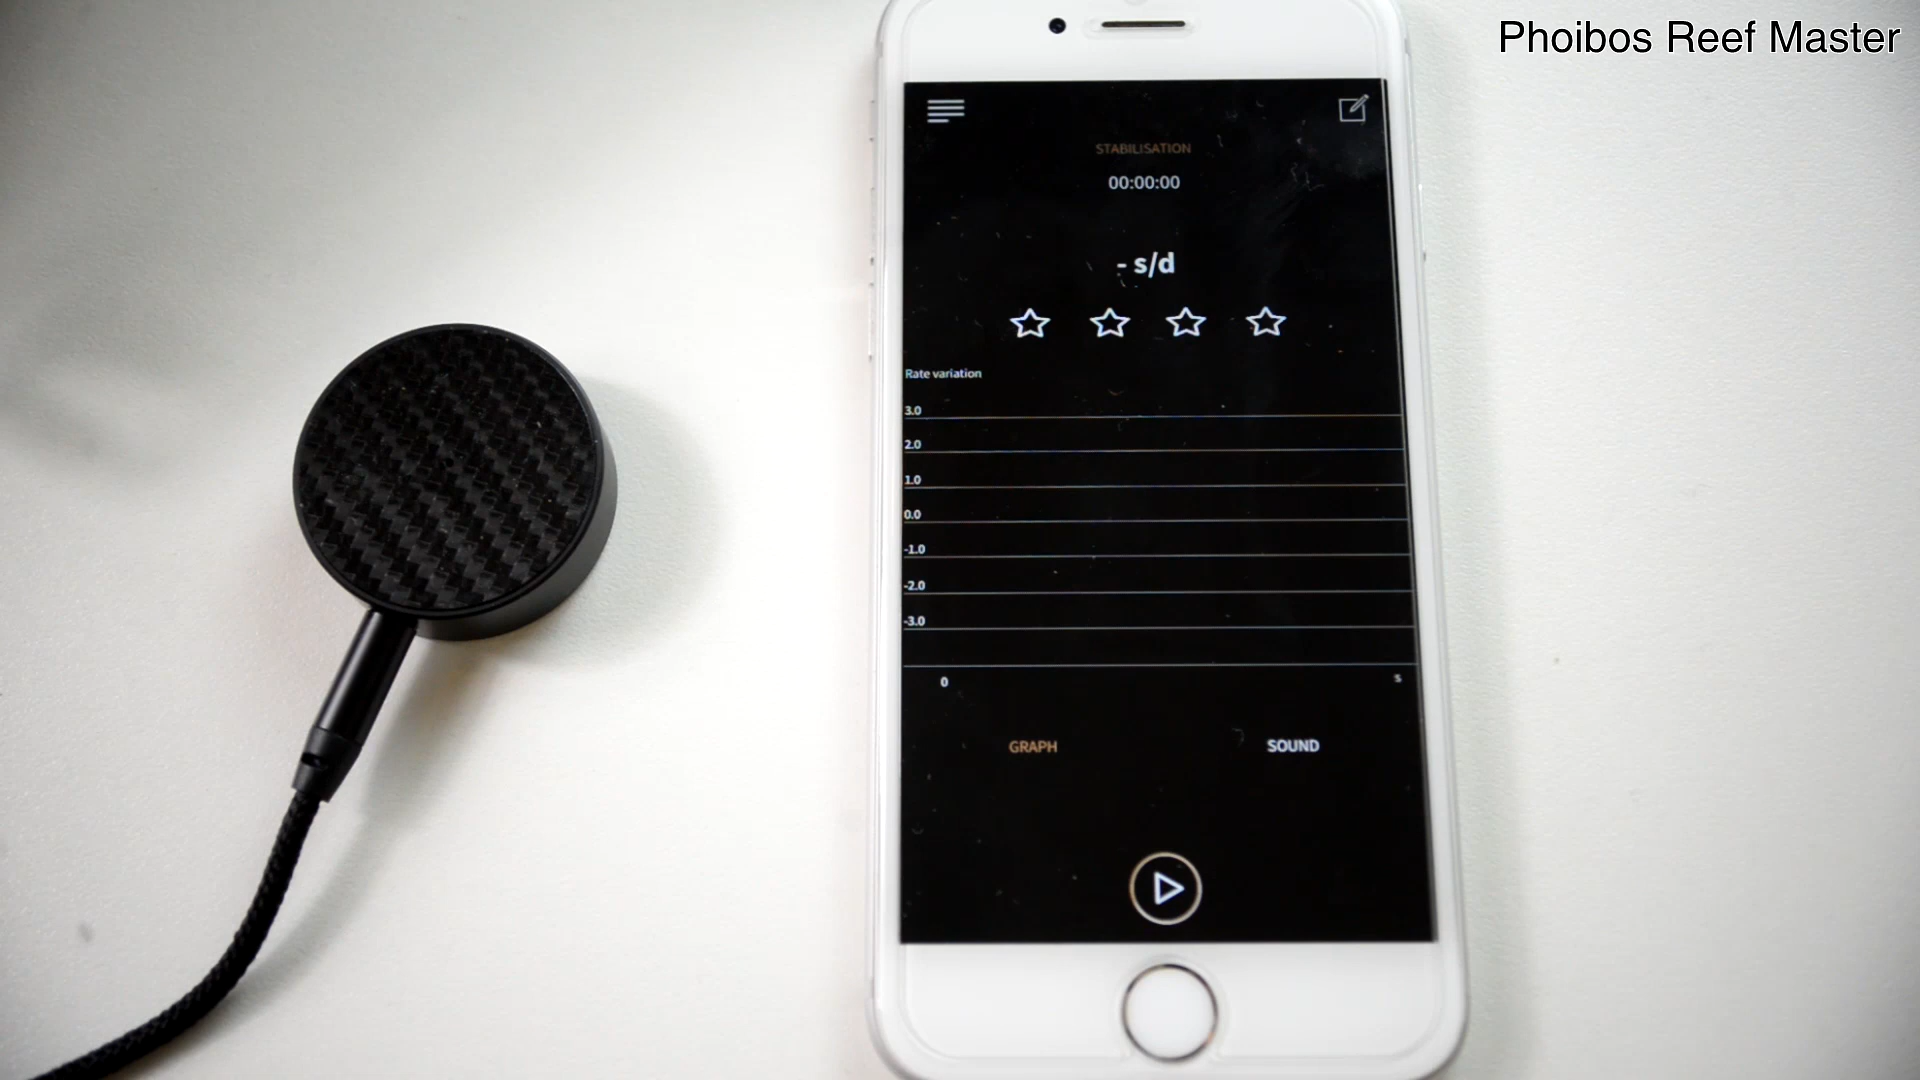 Phoibos Reef Master
STABILISATION
00:00:00
- s/d
Rate variation
3.0
2.0
1.0
0.0
-1.0
-2.0
-3.0
0 s
GRAPH SOUND